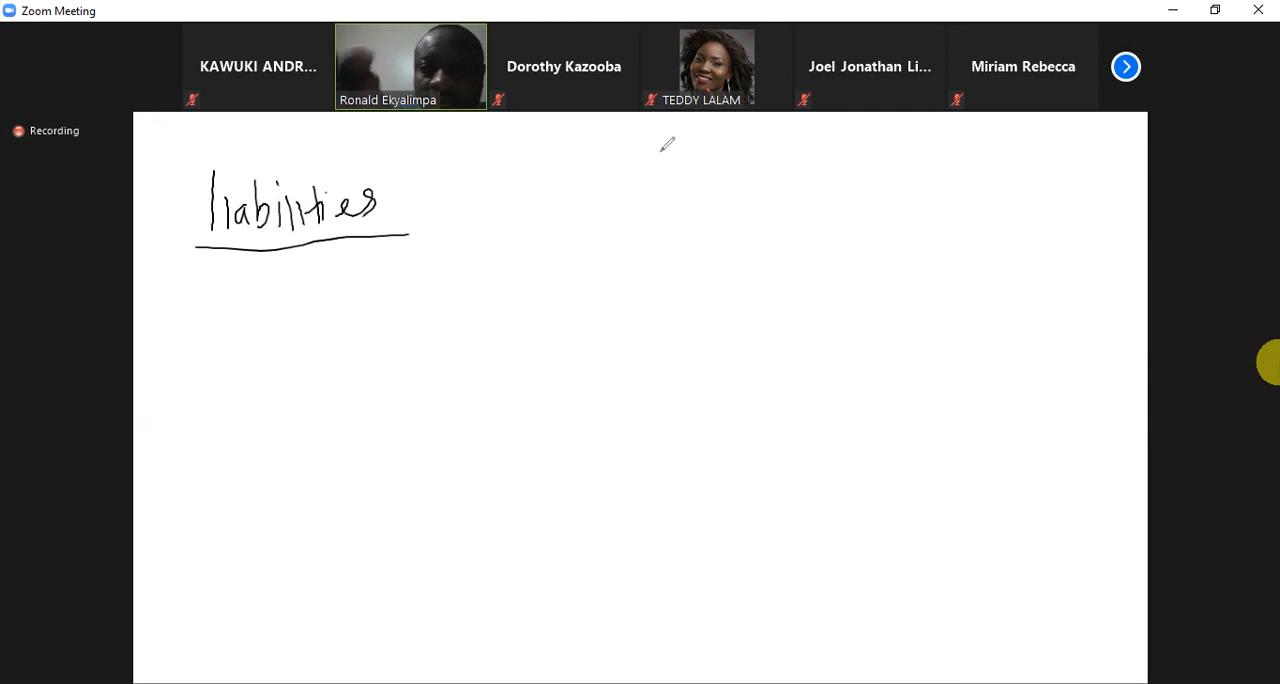 Zoom Meeting
KAWUKI ANDR...
Ronald Ekyalimpa
Dorothy Kazooba
TEDDY LALAM
Joel Jonathan Li...
Miriam Rebecca
Recording
liabilities